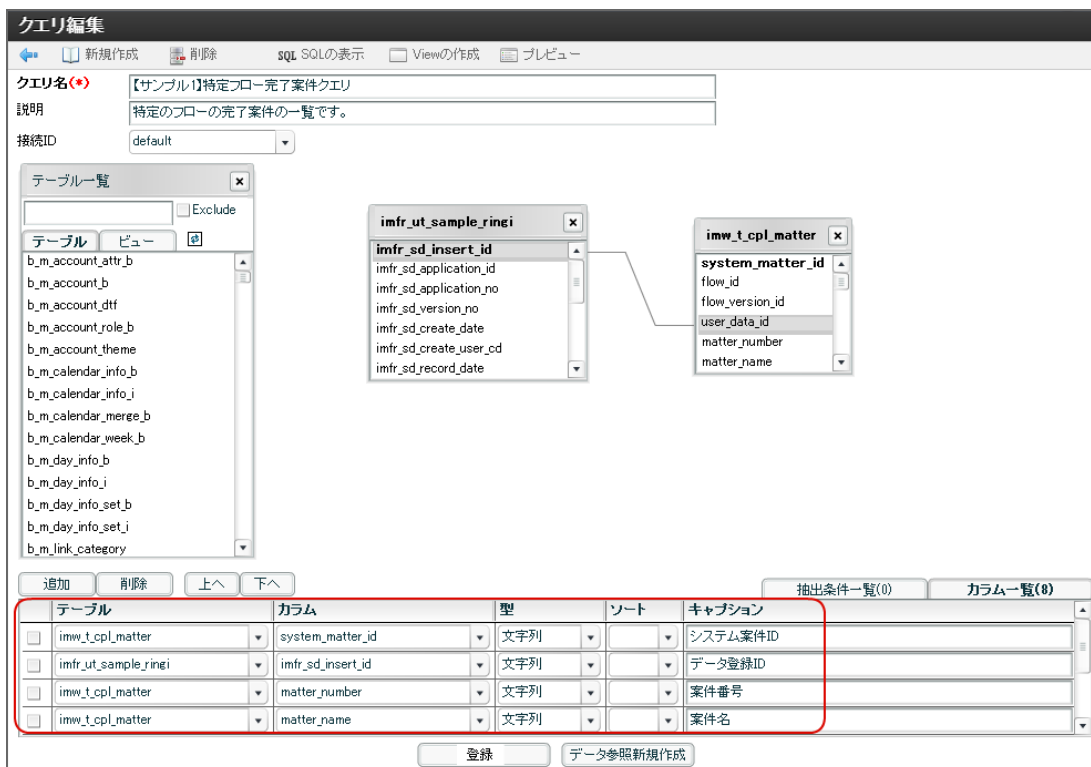 クエリ編集
新規作成 削除 SQL SQLの表示 Viewの作成 プレビュー
クエリ名(*) 【サンプル1】特定フロー完了案件クエリ
説明 特定のフローの完了案件の一覧です。
接続ID default
テーブル一覧
Exclude
テーブル ビュー
b_m_account_attr_b
b_m_account_b
b_m_account_dtf
b_m_account_role_b
b_m_account_theme
b_m_calendar_info_b
b_m_calendar_info_i
b_m_calendar_merge_b
b_m_calendar_week_b
b_m_day_info_b
b_m_day_info_i
b_m_day_info_set_b
b_m_day_info_set_i
b_m_link_category
imfr_ut_sample_ringi
imfr_sd_insert_id
imfr_sd_application_id
imfr_sd_application_no
imfr_sd_version_no
imfr_sd_create_date
imfr_sd_create_user_cd
imfr_sd_record_date
imw_t_cpl_matter
system_matter_id
flow_id
flow_version_id
user_data_id
matter_number
matter_name
追加 削除 上へ 下へ 抽出条件一覧(0) カラム一覧(8)
テーブル カラム 型 ソート キャプション
imw_t_cpl_matter system_matter_id 文字列 システム案件ID
imfr_ut_sample_ringi imfr_sd_insert_id 文字列 データ登録ID
imw_t_cpl_matter matter_number 文字列 案件番号
imw_t_cpl_matter matter_name 文字列 案件名
登録 データ参照新規作成